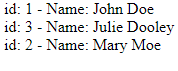 id: 1 - Name: John Doe
id: 3 - Name: Julie Dooley
id: 2 - Name: Mary Moe